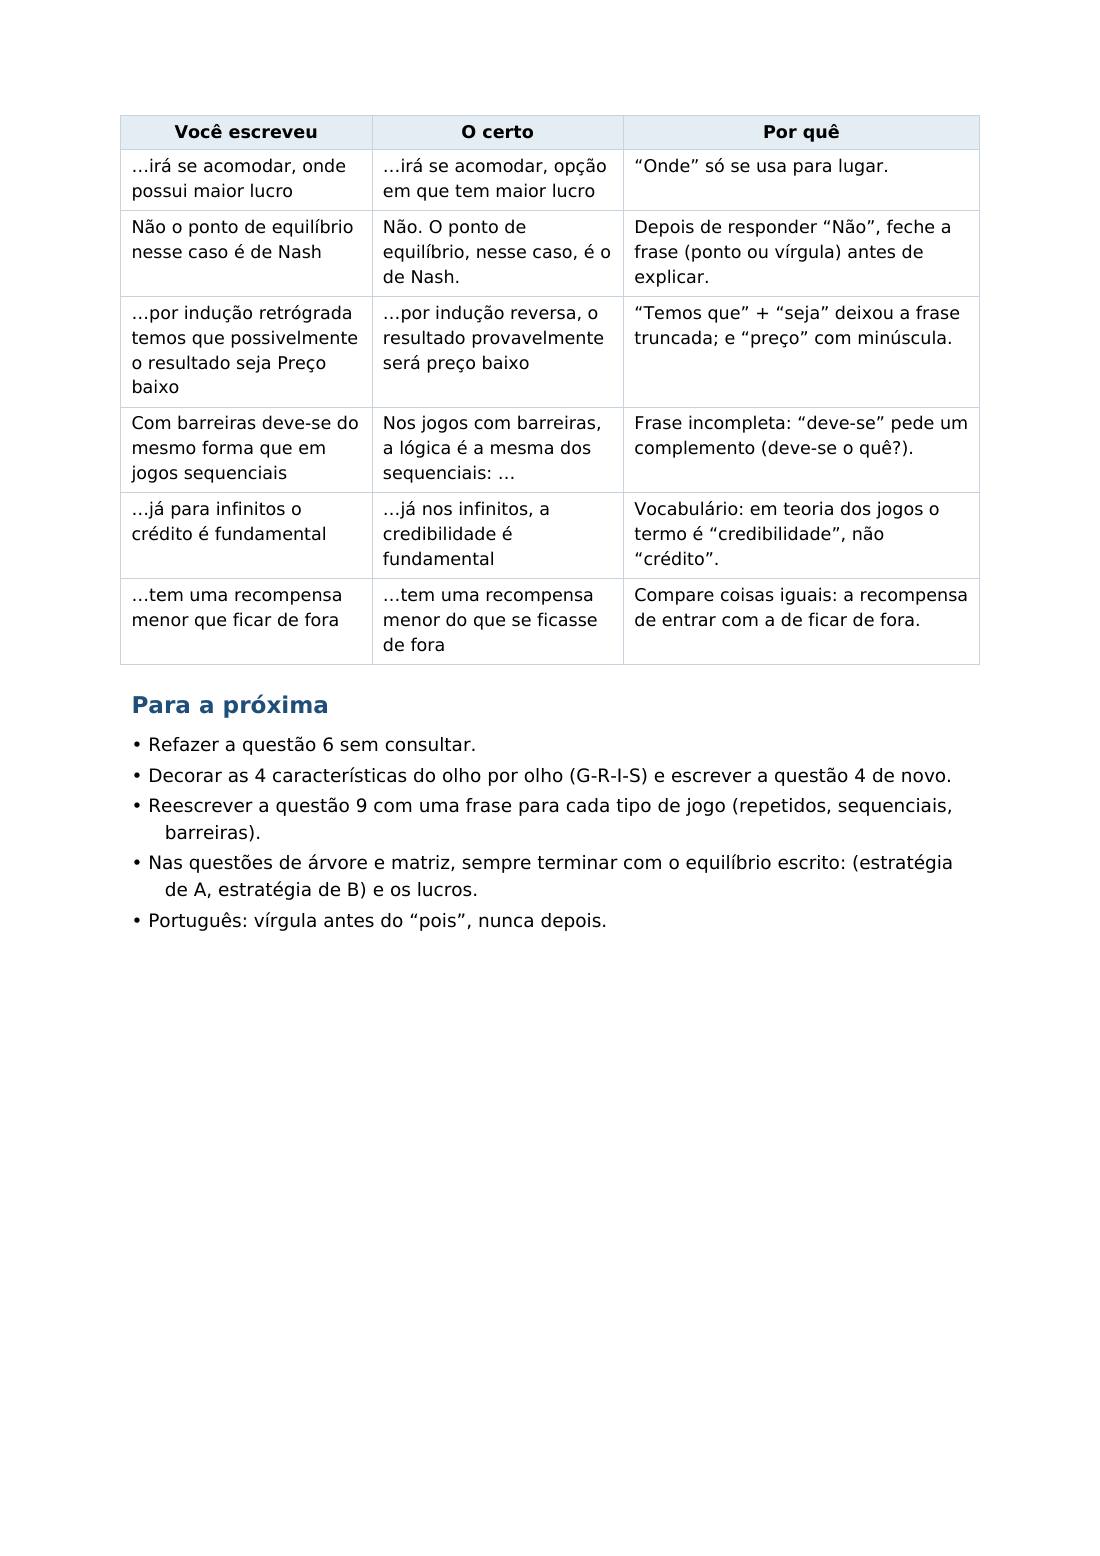 Você escreveu
O certo
Por quê
…irá se acomodar, onde
possui maior lucro
…irá se acomodar, opção
em que tem maior lucro
“Onde” só se usa para lugar.
Não o ponto de equilíbrio
nesse caso é de Nash
Não. O ponto de
equilíbrio, nesse caso, é o
de Nash.
Depois de responder “Não”, feche a
frase (ponto ou vírgula) antes de
explicar.
…por indução retrógrada
temos que possivelmente
o resultado seja Preço
baixo
…por indução reversa, o
resultado provavelmente
será preço baixo
“Temos que” + “seja” deixou a frase
truncada; e “preço” com minúscula.
Com barreiras deve-se do
mesmo forma que em
jogos sequenciais
Nos jogos com barreiras,
a lógica é a mesma dos
sequenciais: …
Frase incompleta: “deve-se” pede um
complemento (deve-se o quê?).
…já para infinitos o
crédito é fundamental
…já nos infinitos, a
credibilidade é
fundamental
Vocabulário: em teoria dos jogos o
termo é “credibilidade”, não
“crédito”.
…tem uma recompensa
menor que ficar de fora
…tem uma recompensa
menor do que se ficasse
de fora
Compare coisas iguais: a recompensa
de entrar com a de ficar de fora.
Para a próxima
• Refazer a questão 6 sem consultar.
• Decorar as 4 características do olho por olho (G-R-I-S) e escrever a questão 4 de novo.
• Reescrever a questão 9 com uma frase para cada tipo de jogo (repetidos, sequenciais,
barreiras).
• Nas questões de árvore e matriz, sempre terminar com o equilíbrio escrito: (estratégia
de A, estratégia de B) e os lucros.
• Português: vírgula antes do “pois”, nunca depois.